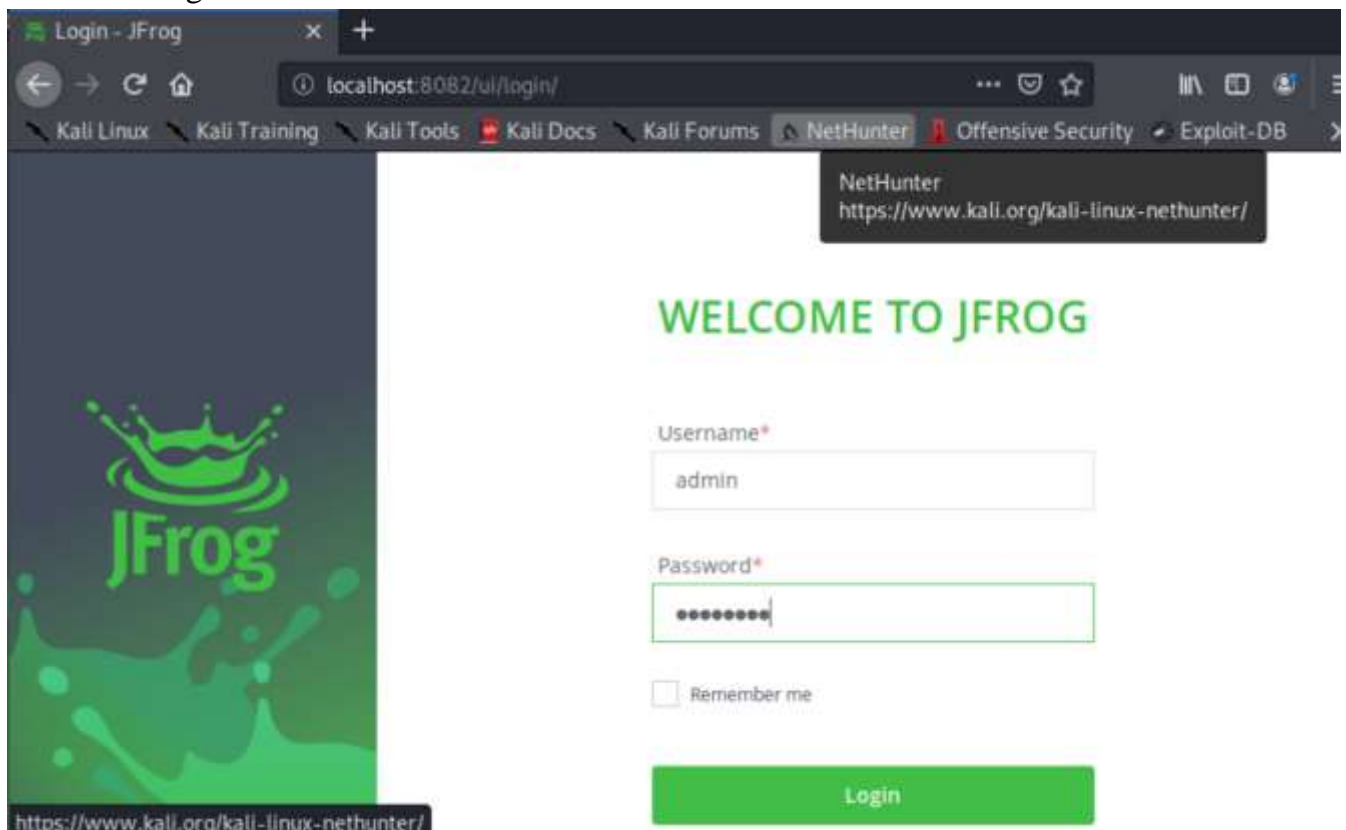 Login - JFrog
localhost:8082/ui/login/
Kali Linux Kali Training Kali Tools Kali Docs Kali Forums NetHunter Offensive Security Exploit-DB
NetHunter
https://www.kali.org/kali-linux-nethunter/
WELCOME TO JFROG
Username*
admin
JFrog
Password*
•••••••••
Remember me
Login
https://www.kali.org/kali-linux-nethunter/